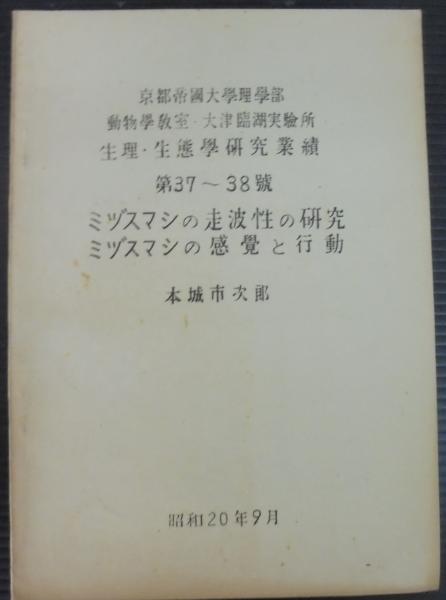 京都帝國大學理學部
動物學教室・大津臨湖実驗所
生理・生態學研究業績
第37～38號
ミヅスマシの走波性の研究
ミヅスマシの感覺と行動
本城市次郎
昭和20年9月